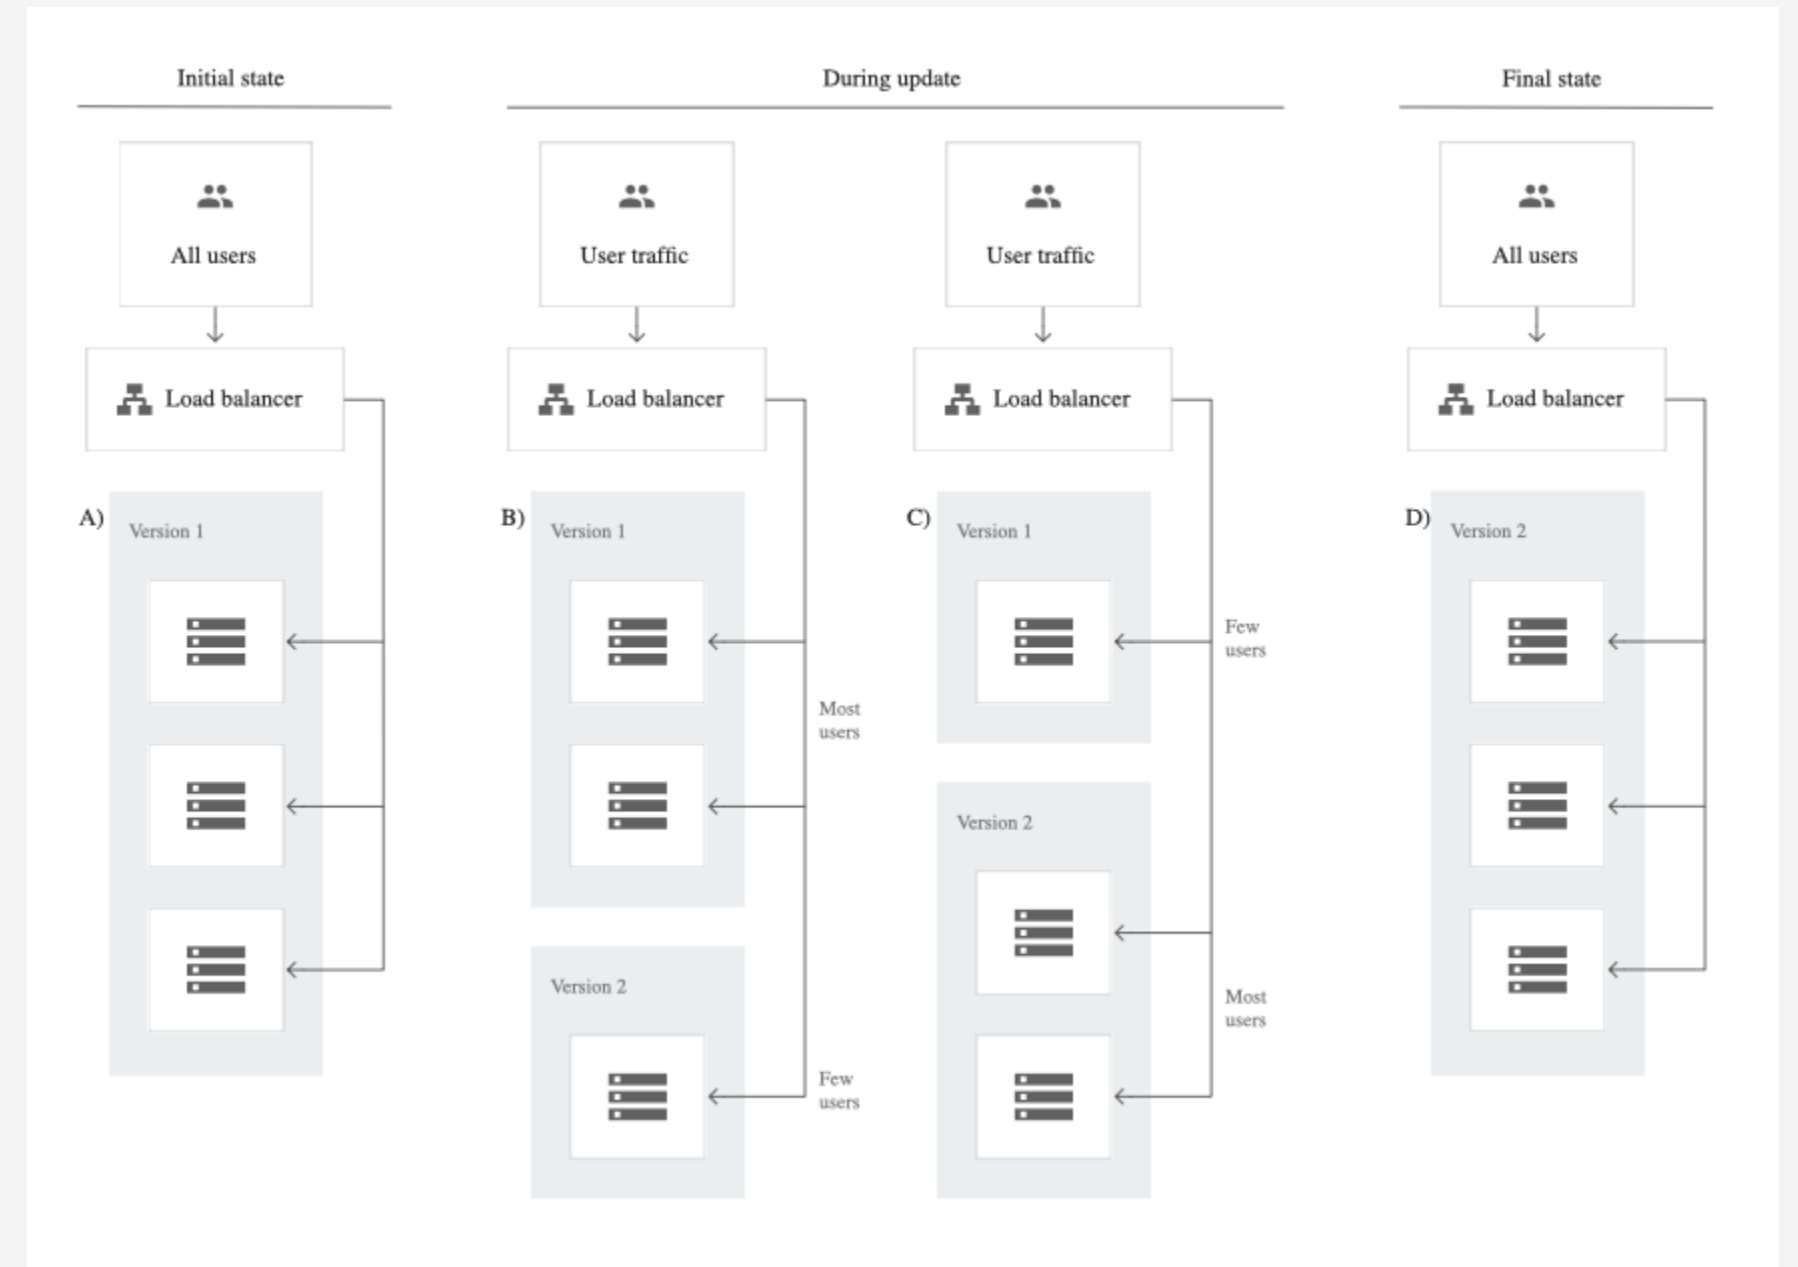 Initial state
During update
Final state
All users
User traffic
User traffic
All users
Load balancer
Load balancer
Load balancer
Load balancer
A)
Version 1
B)
Version 1
C)
Version 1
D)
Version 2
Few
users
Most
users
Version 2
Version 2
Most
users
Few
users